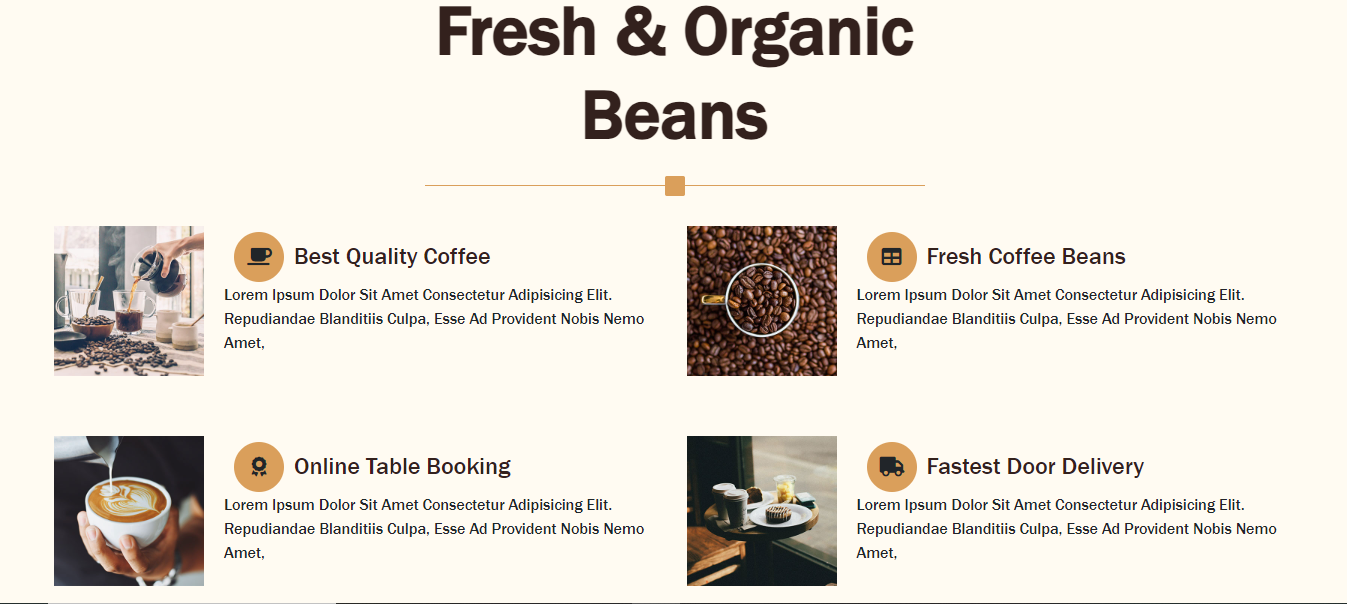 Fresh & Organic
Beans
Best Quality Coffee
Lorem Ipsum Dolor Sit Amet Consectetur Adipisicing Elit.
Repudiandae Blanditiis Culpa, Esse Ad Provident Nobis Nemo
Amet,
Fresh Coffee Beans
Lorem Ipsum Dolor Sit Amet Consectetur Adipisicing Elit.
Repudiandae Blanditiis Culpa, Esse Ad Provident Nobis Nemo
Amet,
Online Table Booking
Lorem Ipsum Dolor Sit Amet Consectetur Adipisicing Elit.
Repudiandae Blanditiis Culpa, Esse Ad Provident Nobis Nemo
Amet,
Fastest Door Delivery
Lorem Ipsum Dolor Sit Amet Consectetur Adipisicing Elit.
Repudiandae Blanditiis Culpa, Esse Ad Provident Nobis Nemo
Amet,